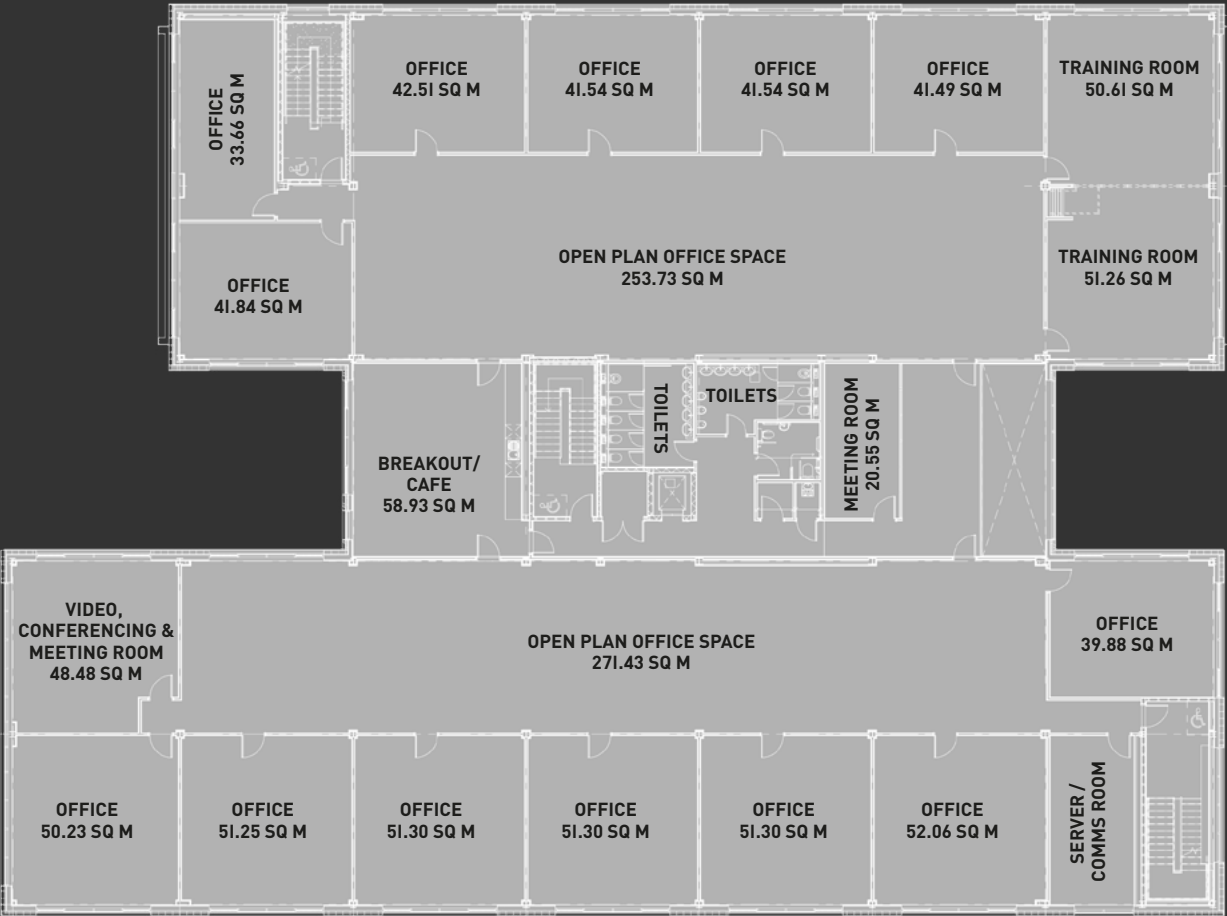 OFFICE
33.66 SQ M
OFFICE
42.51 SQ M
OFFICE
41.54 SQ M
OFFICE
41.54 SQ M
OFFICE
41.49 SQ M
TRAINING ROOM
50.61 SQ M
OFFICE
41.84 SQ M
OPEN PLAN OFFICE SPACE
253.73 SQ M
TRAINING ROOM
51.26 SQ M
BREAKOUT/
CAFE
58.93 SQ M
TOILETS
TOILETS
MEETING ROOM
20.55 SQ M
VIDEO,
CONFERENCING &
MEETING ROOM
48.48 SQ M
OPEN PLAN OFFICE SPACE
271.43 SQ M
OFFICE
39.88 SQ M
OFFICE
50.23 SQ M
OFFICE
51.25 SQ M
OFFICE
51.30 SQ M
OFFICE
51.30 SQ M
OFFICE
51.30 SQ M
OFFICE
52.06 SQ M
SERVER /
COMMS ROOM